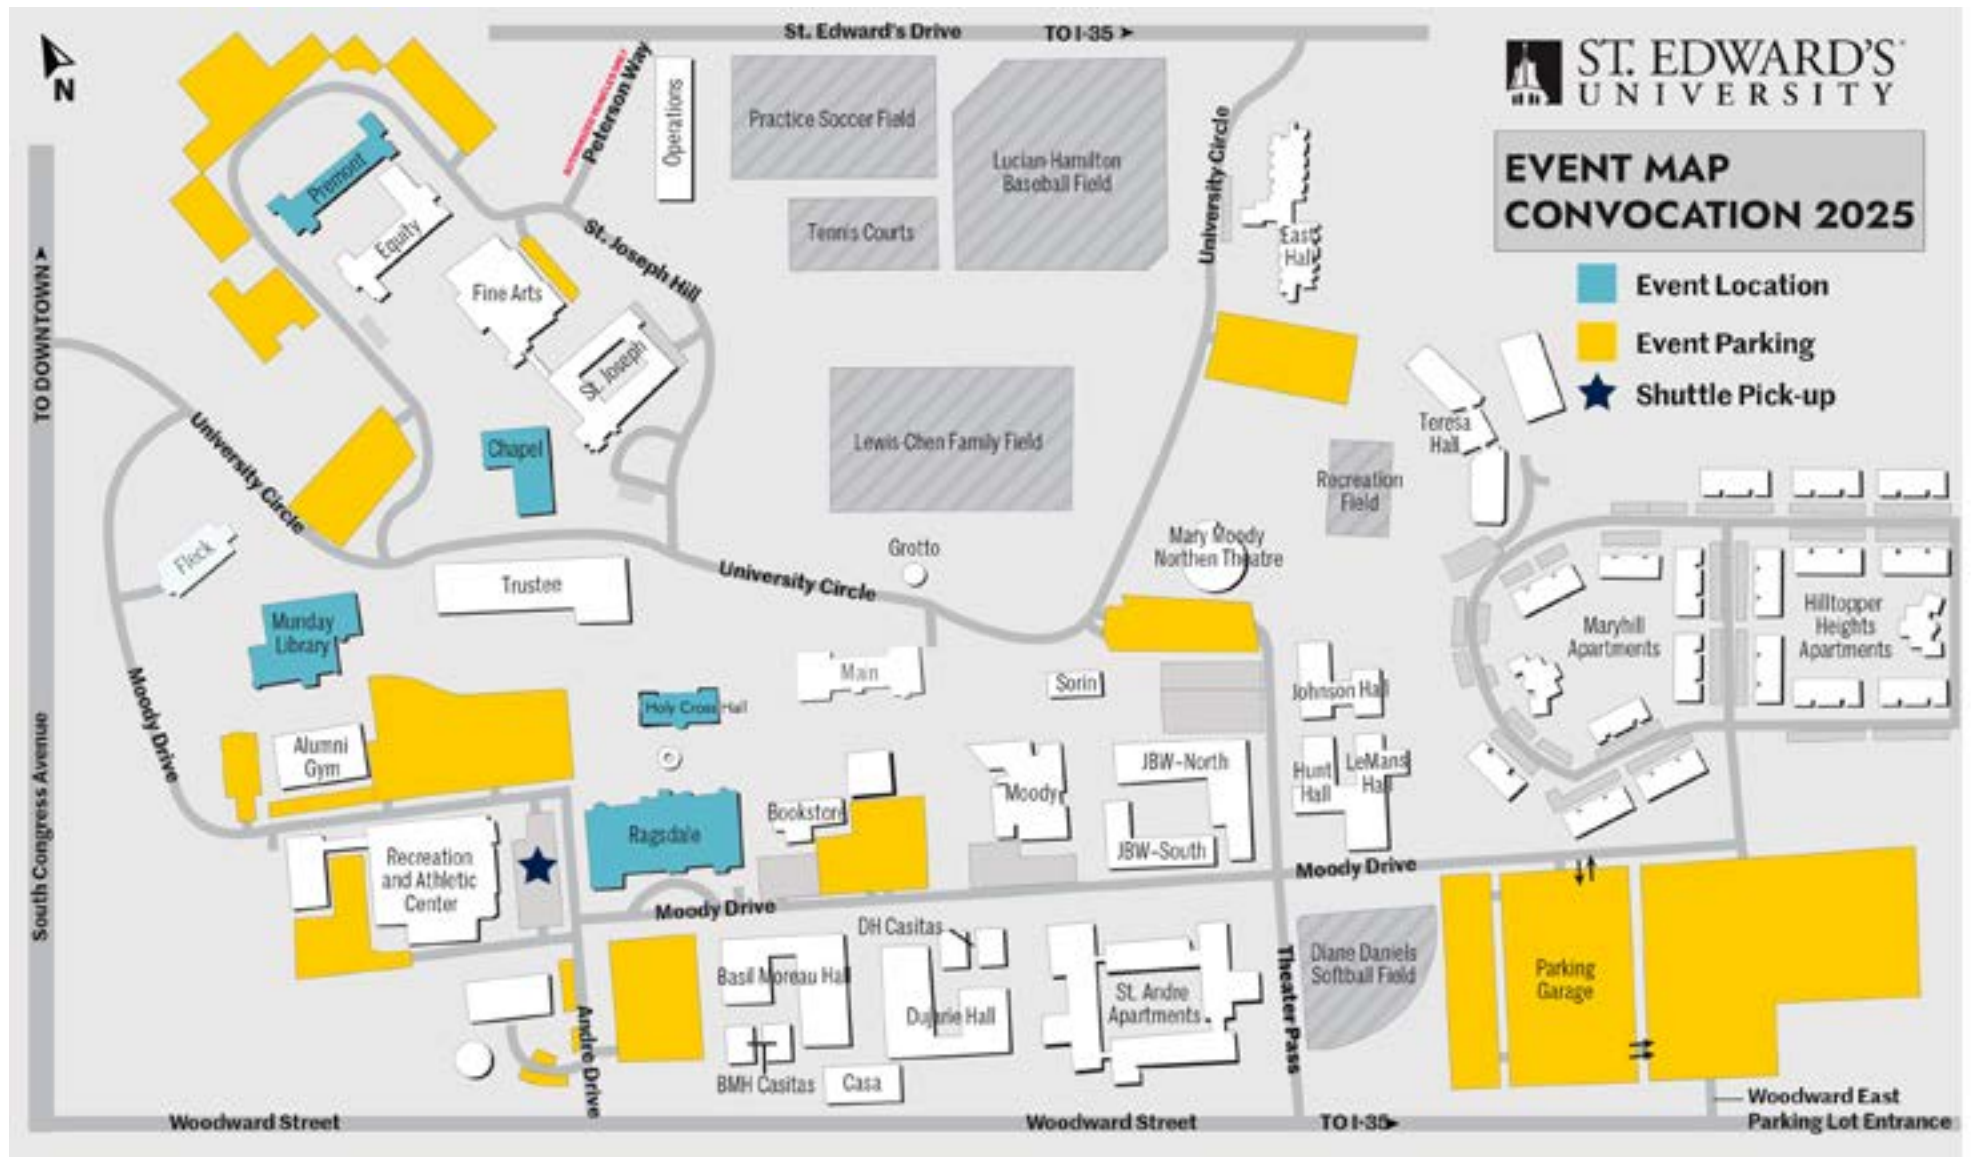 St. Edward's Drive
TO I-35
ST. EDWARD'S
UNIVERSITY
EVENT MAP
CONVOCATION 2025
Event Location
Event Parking
Shuttle Pick-up
N
AUTHORIZED VEHICLES ONLY
Peterson Way
Operations
Practice Soccer Field
Lucian-Hamilton
Baseball Field
Tennis Courts
University Circle
East
Hall
Premont
Equity
Fine Arts
St. Joseph Hill
St. Joseph
TO DOWNTOWN
Chapel
Lewis-Chen Family Field
Teresa
Hall
Recreation
Field
University Circle
Fleck
Trustee
Grotto
University Circle
Mary Moody
Northen Theatre
Munday
Library
Maryhill
Apartments
Hilltopper
Heights
Apartments
Moody Drive
Main
Sorin
Johnson Hall
Holy Cross Hall
Alumni
Gym
South Congress Avenue
JBW-North
Hunt
Hall
LeMans
Hall
Moody
Bookstore
Ragsdale
JBW-South
Recreation
and Athletic
Center
Moody Drive
Moody Drive
DH Casitas
Basil Moreau Hall
Dujarie Hall
St. Andre
Apartments
Theater Pass
Diane Daniels
Softball Field
Parking
Garage
Andre Drive
BMH Casitas
Casa
Woodward Street
Woodward Street
TO I-35
Woodward East
Parking Lot Entrance